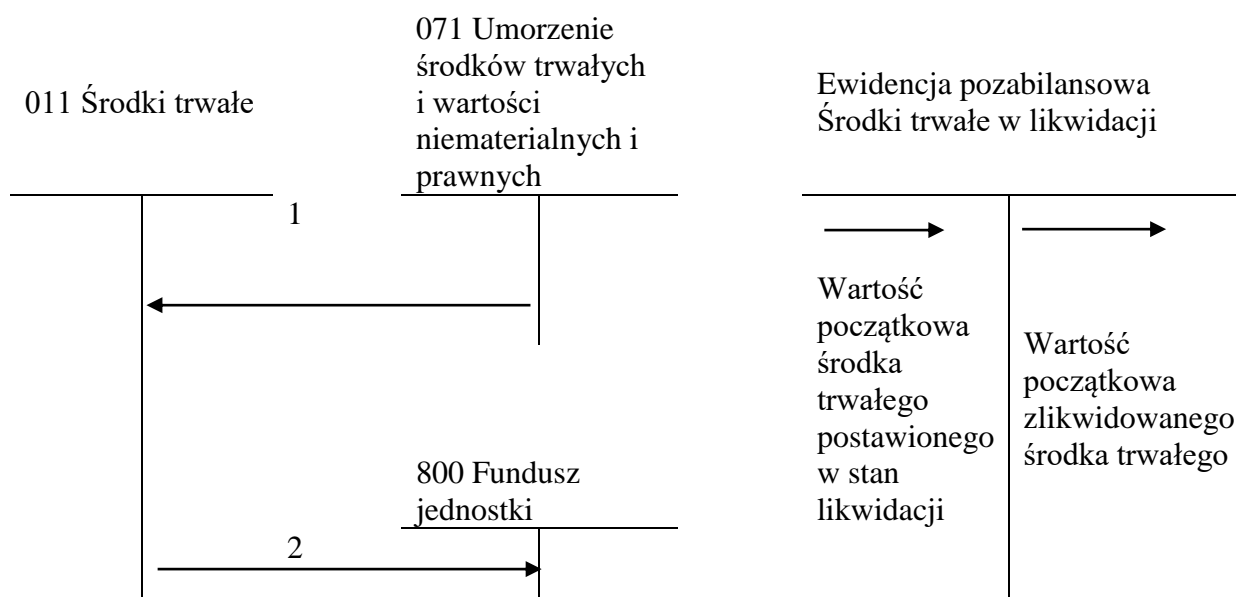 011 Środki trwałe
071 Umorzenie
środków trwałych
i wartości
niematerialnych i
prawnych
Ewidencja pozabilansowa
Środki trwałe w likwidacji
1
Wartość
początkowa
środka
trwałego
postawionego
w stan
likwidacji
Wartość
początkowa
zlikwidowanego
środka trwałego
800 Fundusz
jednostki
2